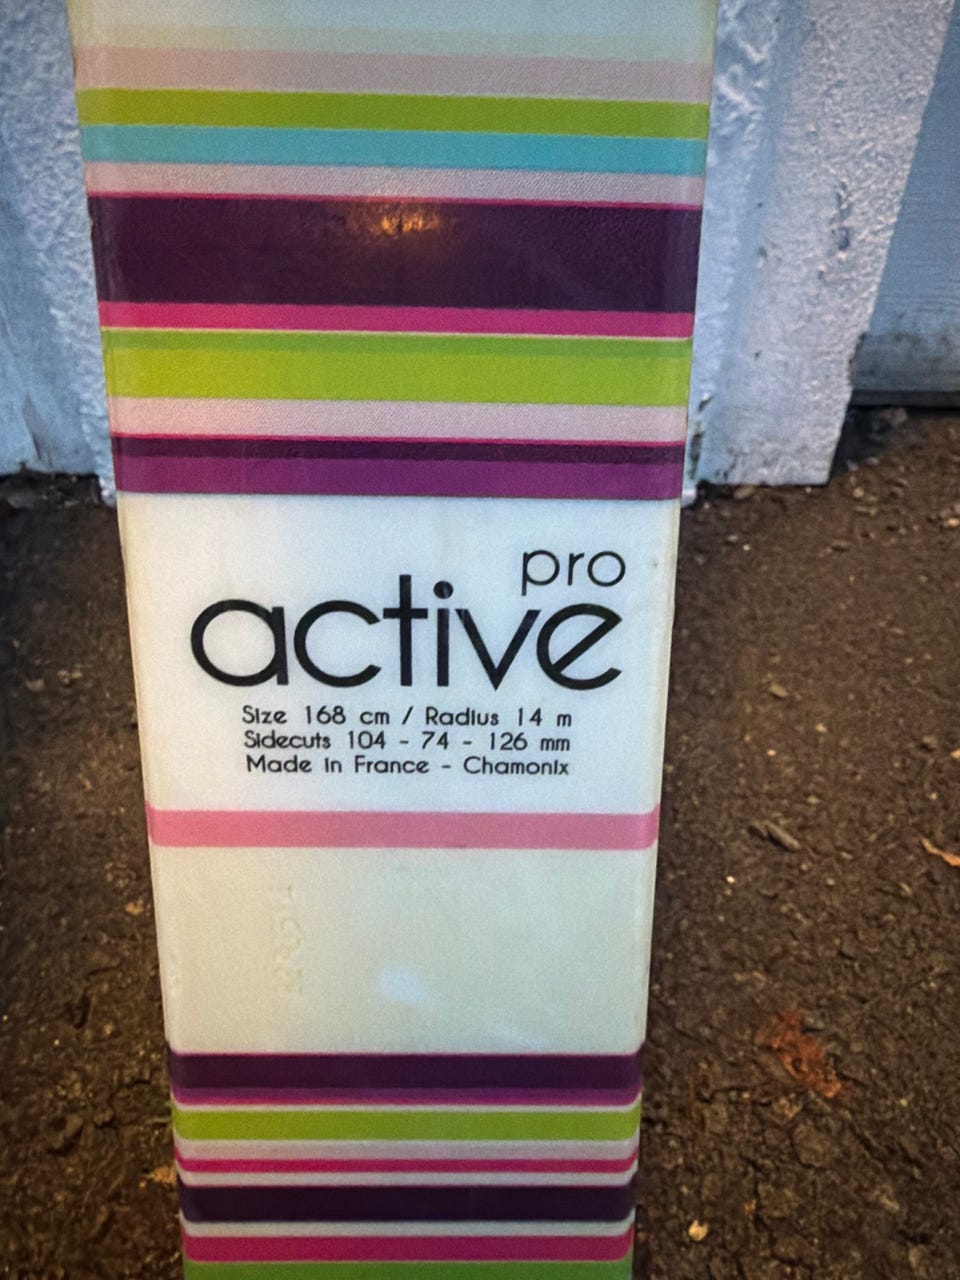 pro
active
Size 168 cm / Radius 14 m
Sidecuts 104 - 74 - 126 mm
Made in France - Chamonix